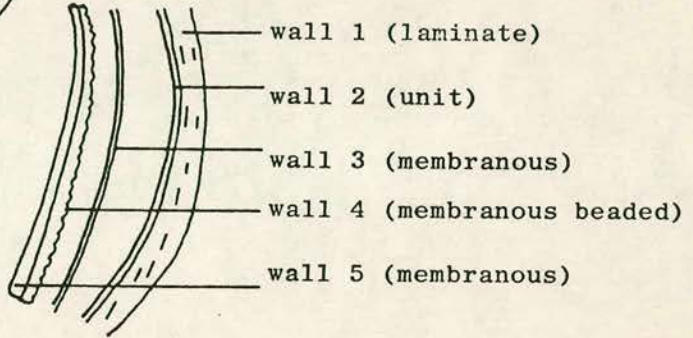 wall 1 (laminate)
wall 2 (unit)
wall 3 (membranous)
wall 4 (membranous beaded)
wall 5 (membranous)